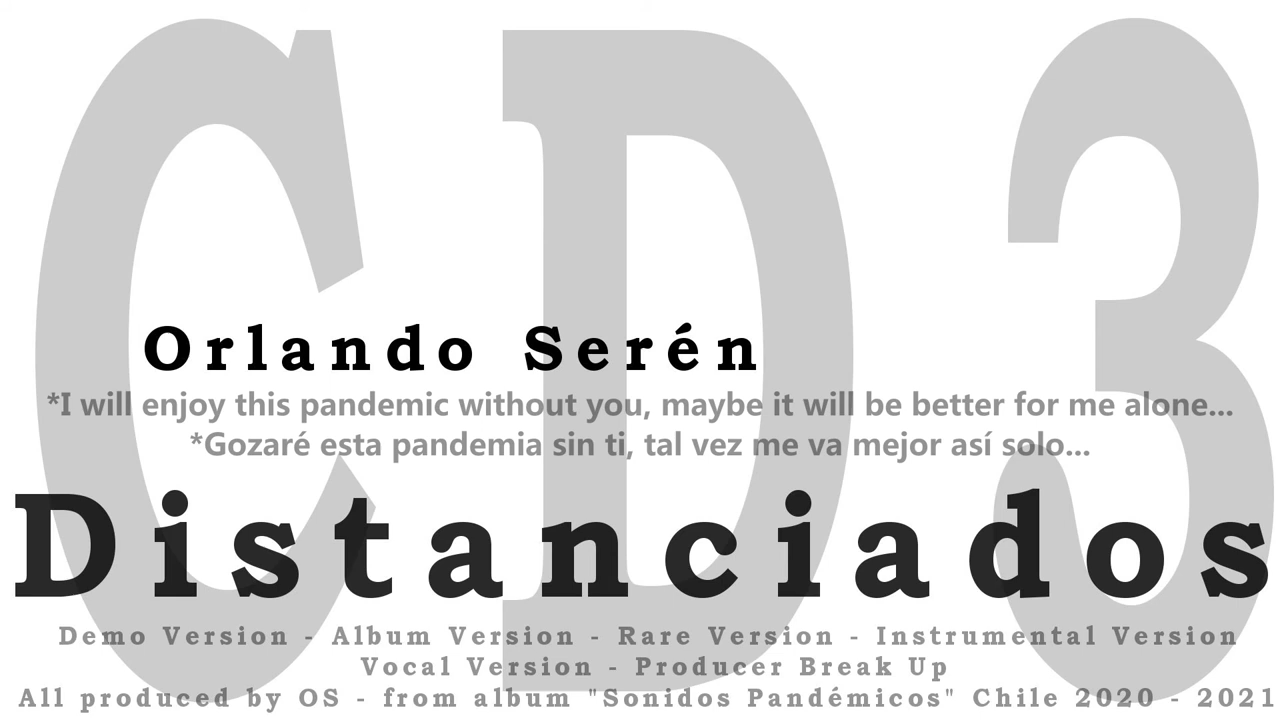 CD3
Orlando Serén
*I will enjoy this pandemic without you, maybe it will be better for me alone...
*Gozaré esta pandemia sin ti, tal vez me va mejor así solo...
Distanciados
Demo Version - Album Version - Rare Version - Instrumental Version
Vocal Version - Producer Break Up
All produced by OS - from album "Sonidos Pandémicos" Chile 2020 - 2021